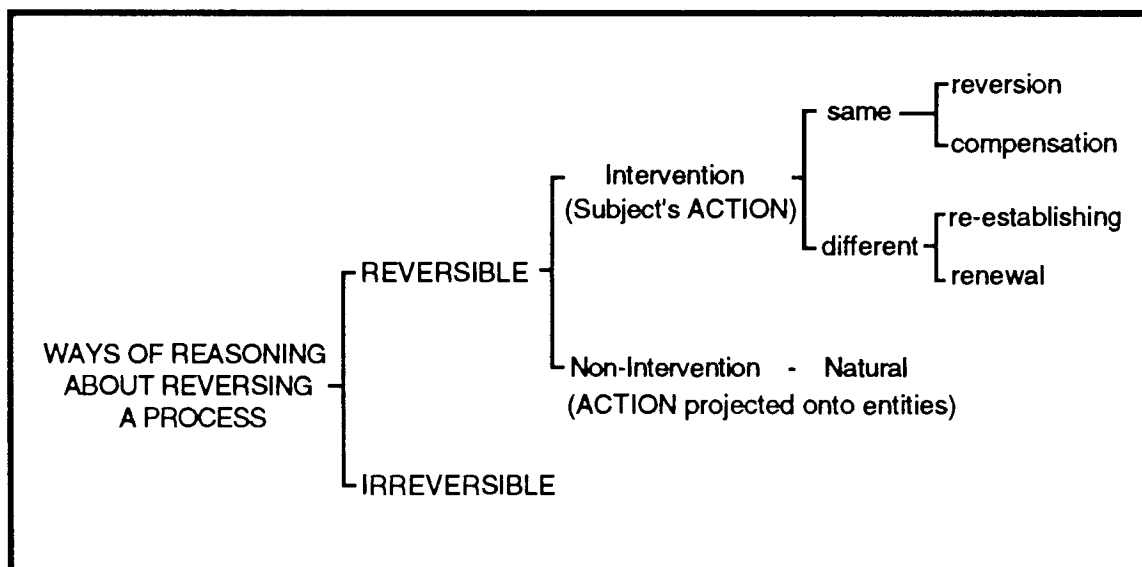 reversion
same
compensation
Intervention
(Subject's ACTION)
re-establishing
different
REVERSIBLE
renewal
WAYS OF REASONING
ABOUT REVERSING
A PROCESS
Non-Intervention - Natural
(ACTION projected onto entities)
IRREVERSIBLE